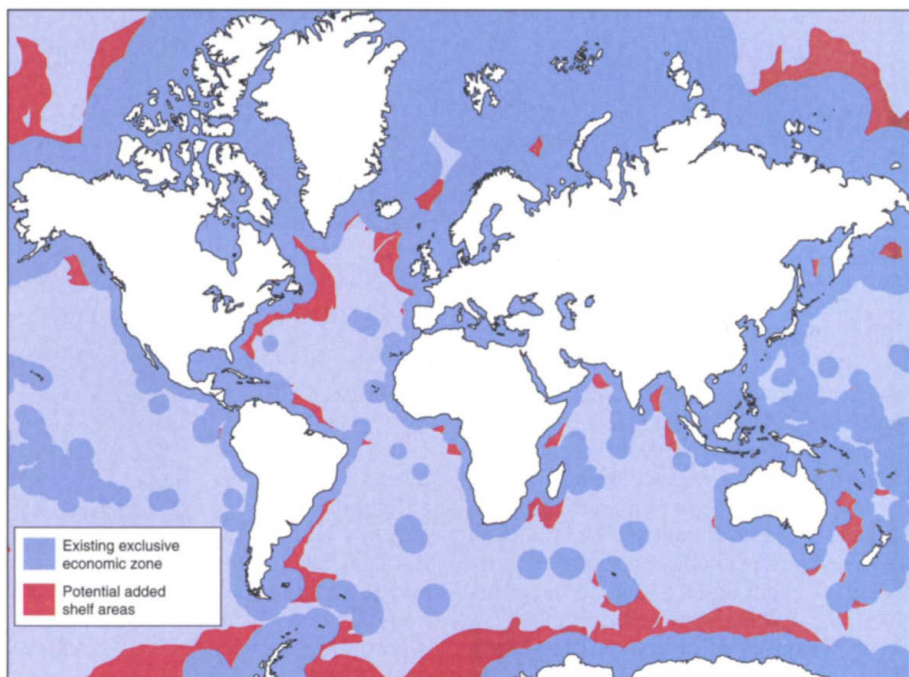 Existing exclusive
economic zone
Potential added
shelf areas